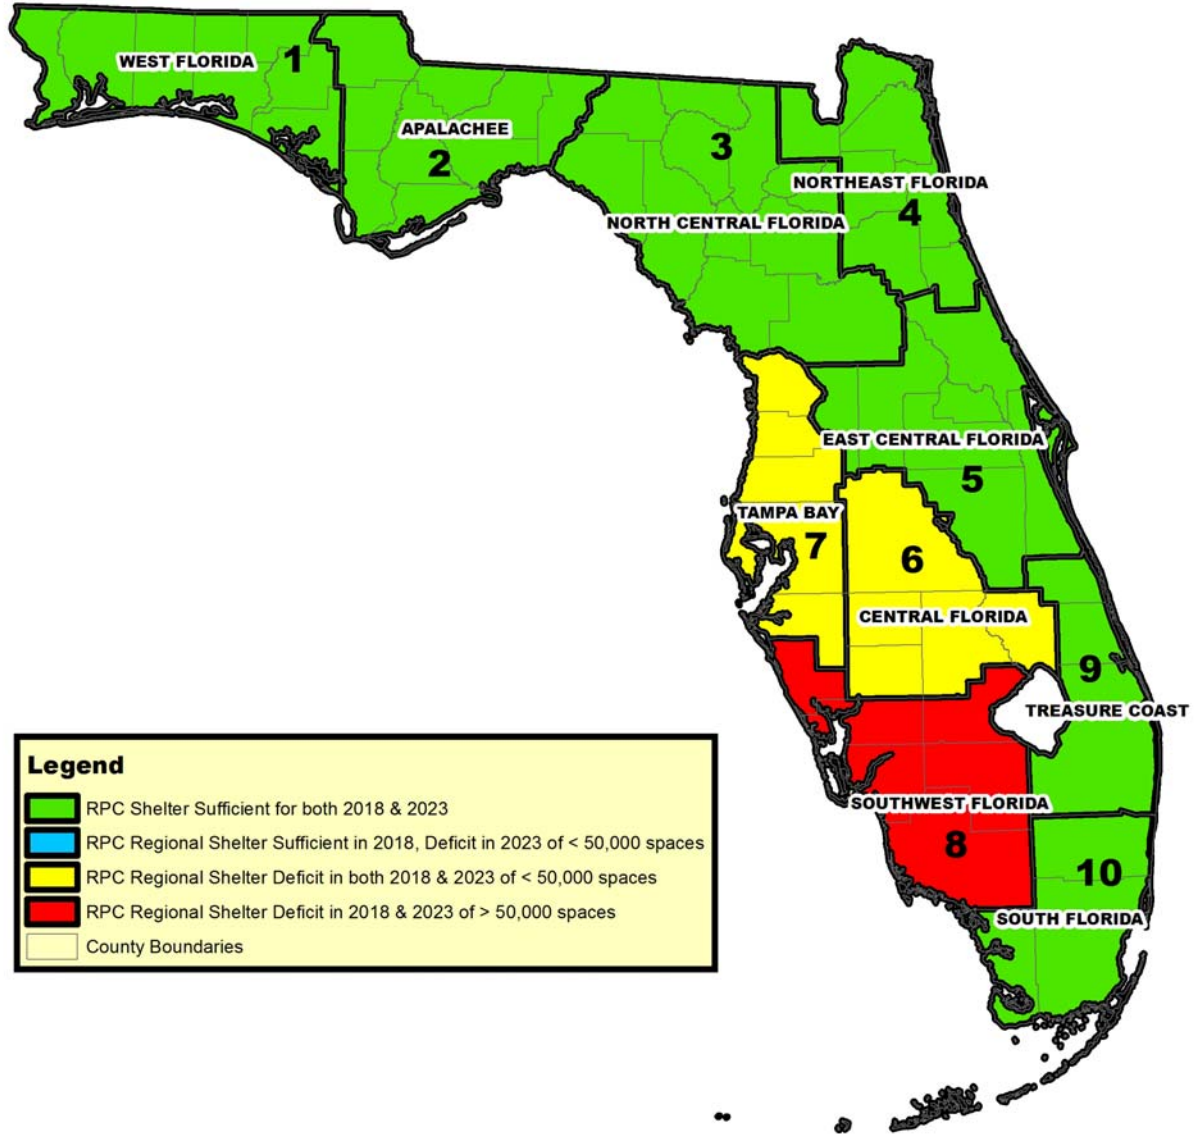 WEST FLORIDA
1
APALACHEE
2
3
NORTH CENTRAL FLORIDA
NORTHEAST FLORIDA
4
EAST CENTRAL FLORIDA
5
TAMPA BAY
7
6
CENTRAL FLORIDA
9
TREASURE COAST
SOUTHWEST FLORIDA
8
10
SOUTH FLORIDA
Legend
RPC Shelter Sufficient for both 2018 & 2023
RPC Regional Shelter Sufficient in 2018, Deficit in 2023 of < 50,000 spaces
RPC Regional Shelter Deficit in both 2018 & 2023 of < 50,000 spaces
RPC Regional Shelter Deficit in 2018 & 2023 of > 50,000 spaces
County Boundaries